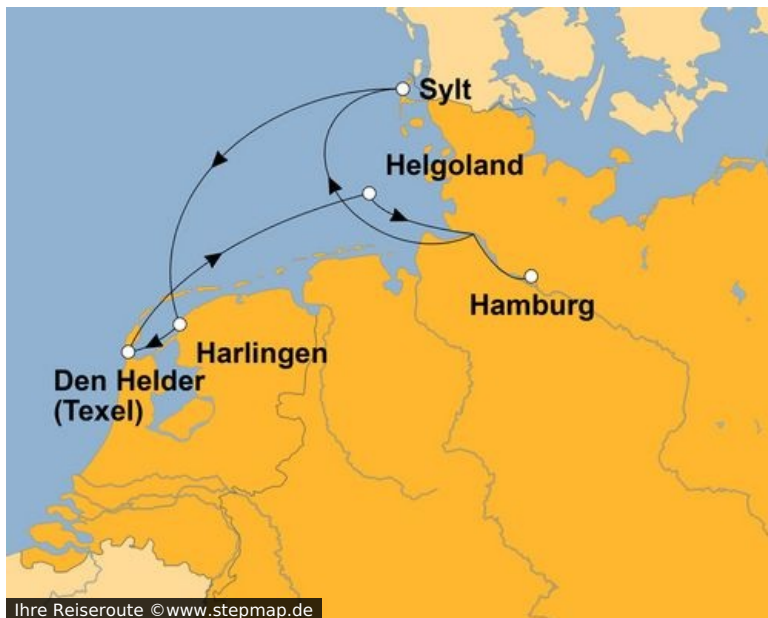 Sylt
Helgoland
Hamburg
Harlingen
Den Helder
(Texel)
Ihre Reiseroute ©www.stepmap.de